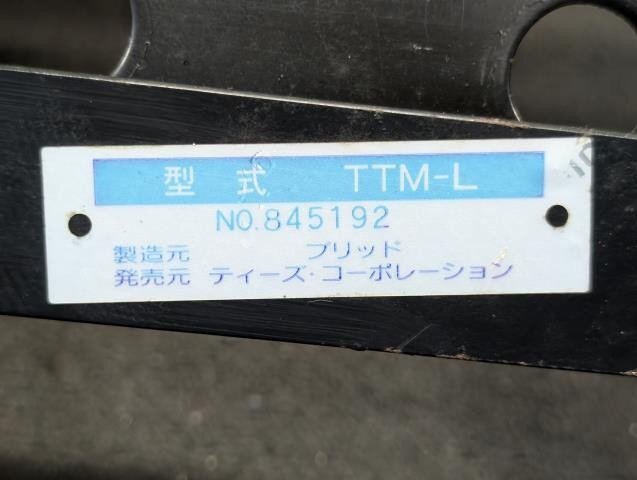 型式 TTM-L
NO.845192
製造元 ブリッド
発売元 ティーズ・コーポレーション